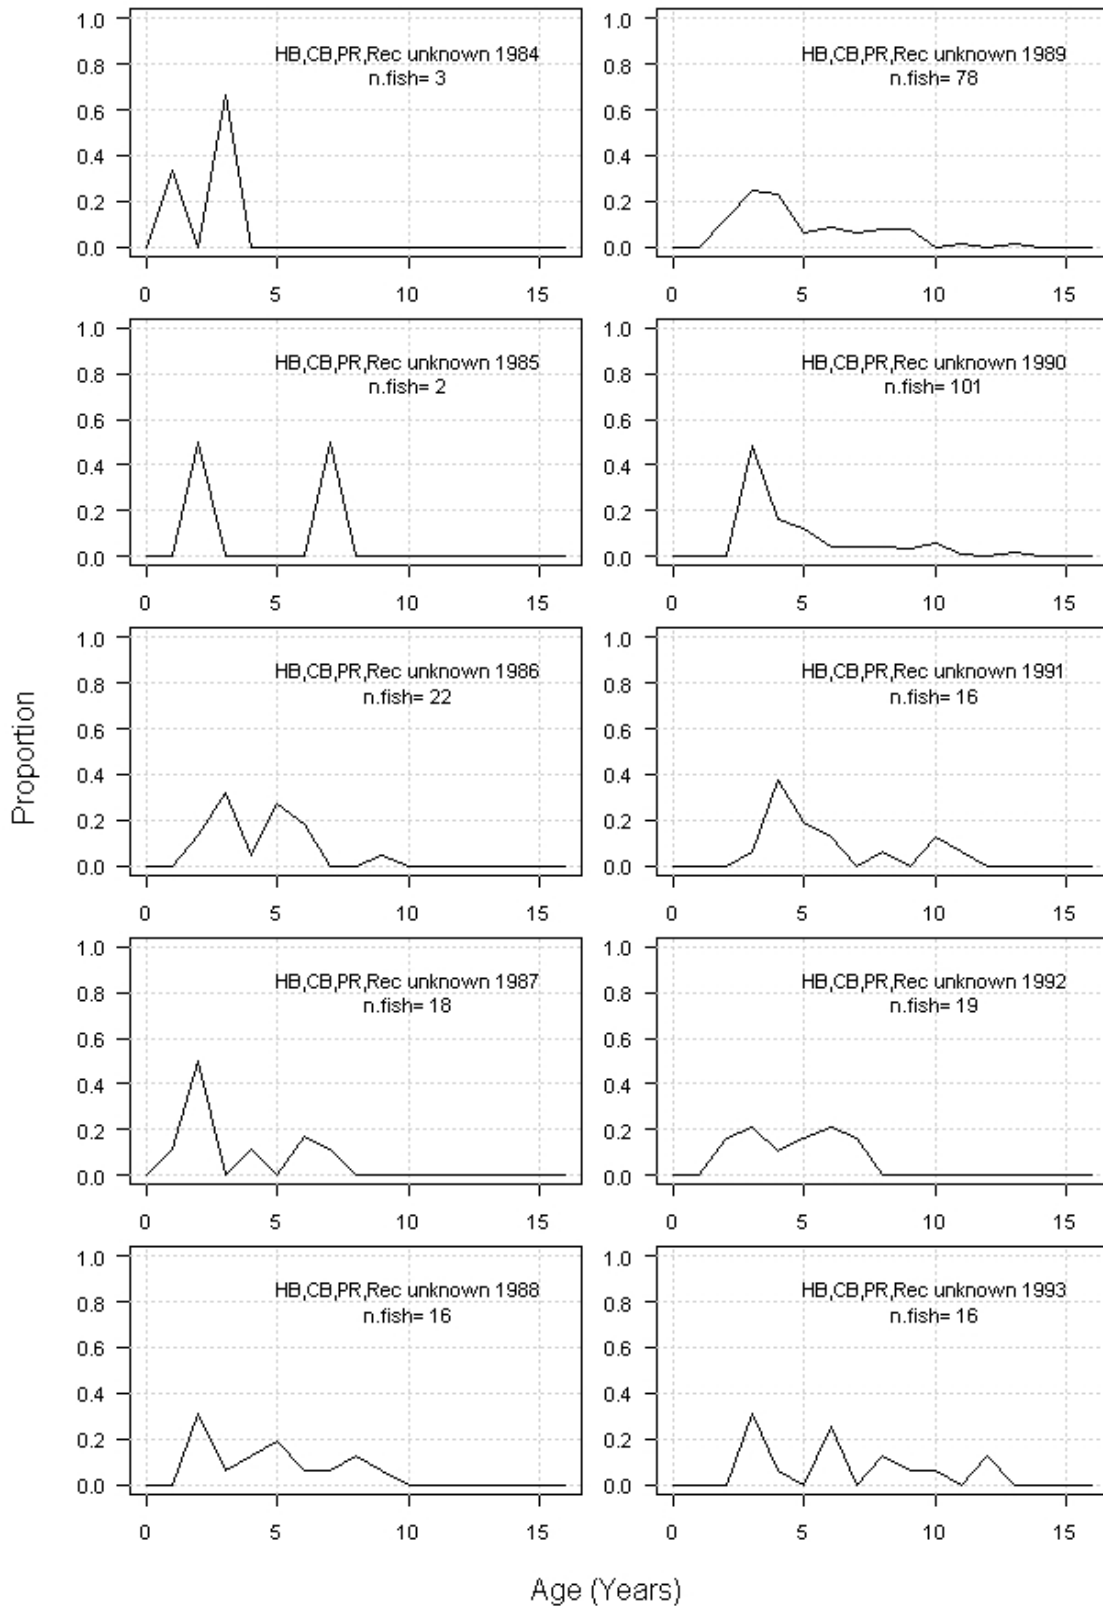 Proportion
1.0
0.8
0.6
0.4
0.2
0.0
HB,CB,PR,Rec unknown 1984
n.fish= 3
0 5 10 15
1.0
0.8
0.6
0.4
0.2
0.0
HB,CB,PR,Rec unknown 1989
n.fish= 78
0 5 10 15
1.0
0.8
0.6
0.4
0.2
0.0
HB,CB,PR,Rec unknown 1985
n.fish= 2
0 5 10 15
1.0
0.8
0.6
0.4
0.2
0.0
HB,CB,PR,Rec unknown 1990
n.fish= 101
0 5 10 15
1.0
0.8
0.6
0.4
0.2
0.0
HB,CB,PR,Rec unknown 1986
n.fish= 22
0 5 10 15
1.0
0.8
0.6
0.4
0.2
0.0
HB,CB,PR,Rec unknown 1991
n.fish= 16
0 5 10 15
1.0
0.8
0.6
0.4
0.2
0.0
HB,CB,PR,Rec unknown 1987
n.fish= 18
0 5 10 15
1.0
0.8
0.6
0.4
0.2
0.0
HB,CB,PR,Rec unknown 1992
n.fish= 19
0 5 10 15
1.0
0.8
0.6
0.4
0.2
0.0
HB,CB,PR,Rec unknown 1988
n.fish= 16
0 5 10 15
1.0
0.8
0.6
0.4
0.2
0.0
HB,CB,PR,Rec unknown 1993
n.fish= 16
0 5 10 15
Age (Years)